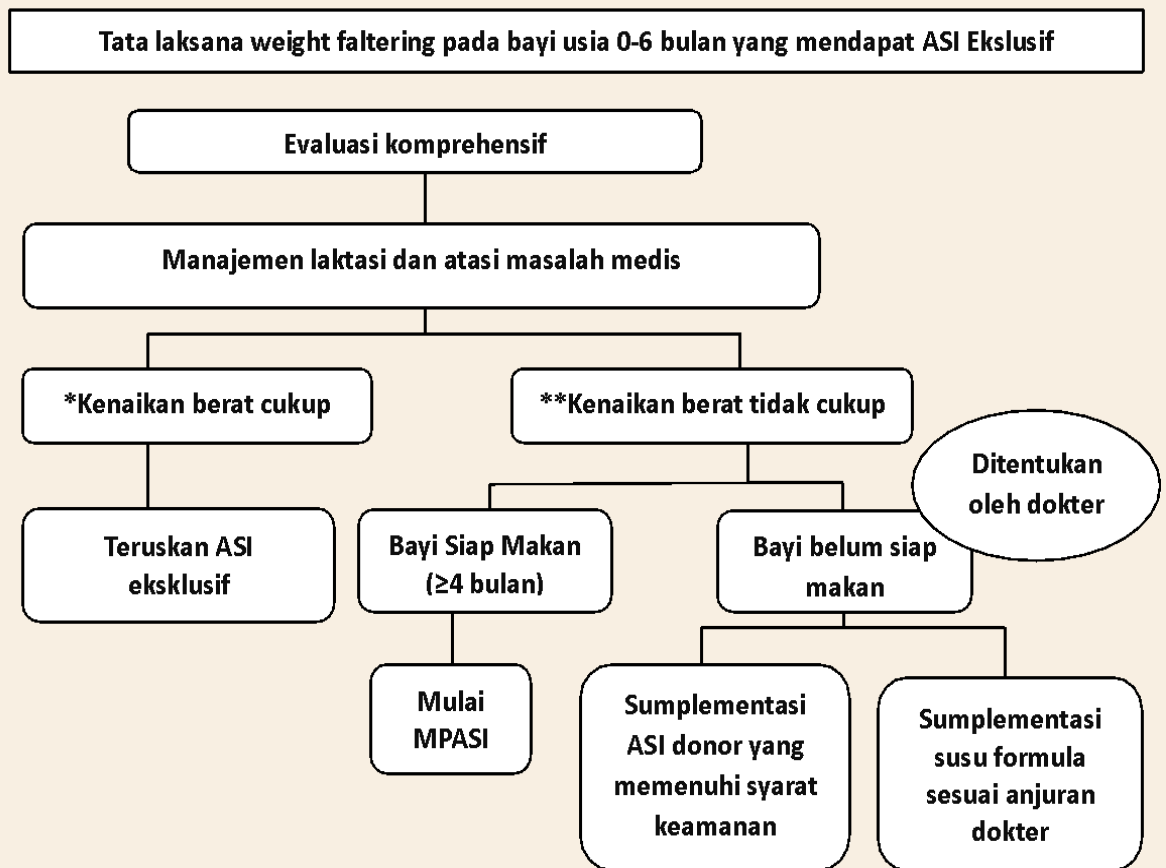 Tata laksana weight faltering pada bayi usia 0-6 bulan yang mendapat ASI Ekslusif
Evaluasi komprehensif
Manajemen laktasi dan atasi masalah medis
*Kenaikan berat cukup
**Kenaikan berat tidak cukup
Ditentukan
oleh dokter
Teruskan ASI
eksklusif
Bayi Siap Makan
(≥4 bulan)
Bayi belum siap
makan
Mulai
MPASI
Sumplementasi
ASI donor yang
memenuhi syarat
keamanan
Sumplementasi
susu formula
sesuai anjuran
dokter